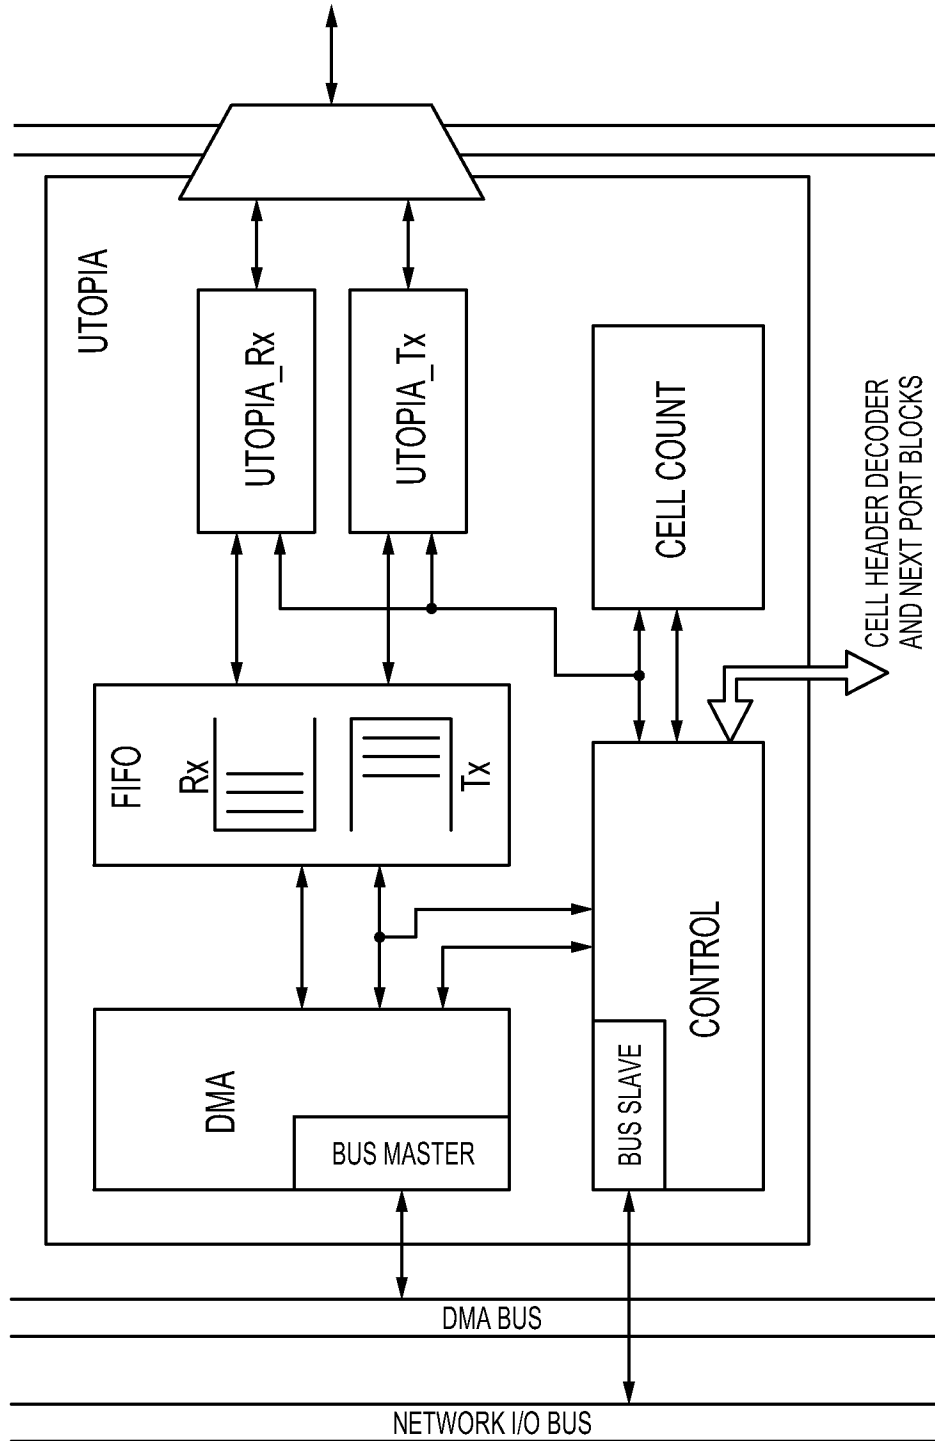 UTOPIA
UTOPIA_Rx
UTOPIA_Tx
CELL COUNT
CELL HEADER DECODER
AND NEXT PORT BLOCKS
FIFO
Rx
Tx
DMA
BUS MASTER
CONTROL
BUS SLAVE
DMA BUS
NETWORK I/O BUS